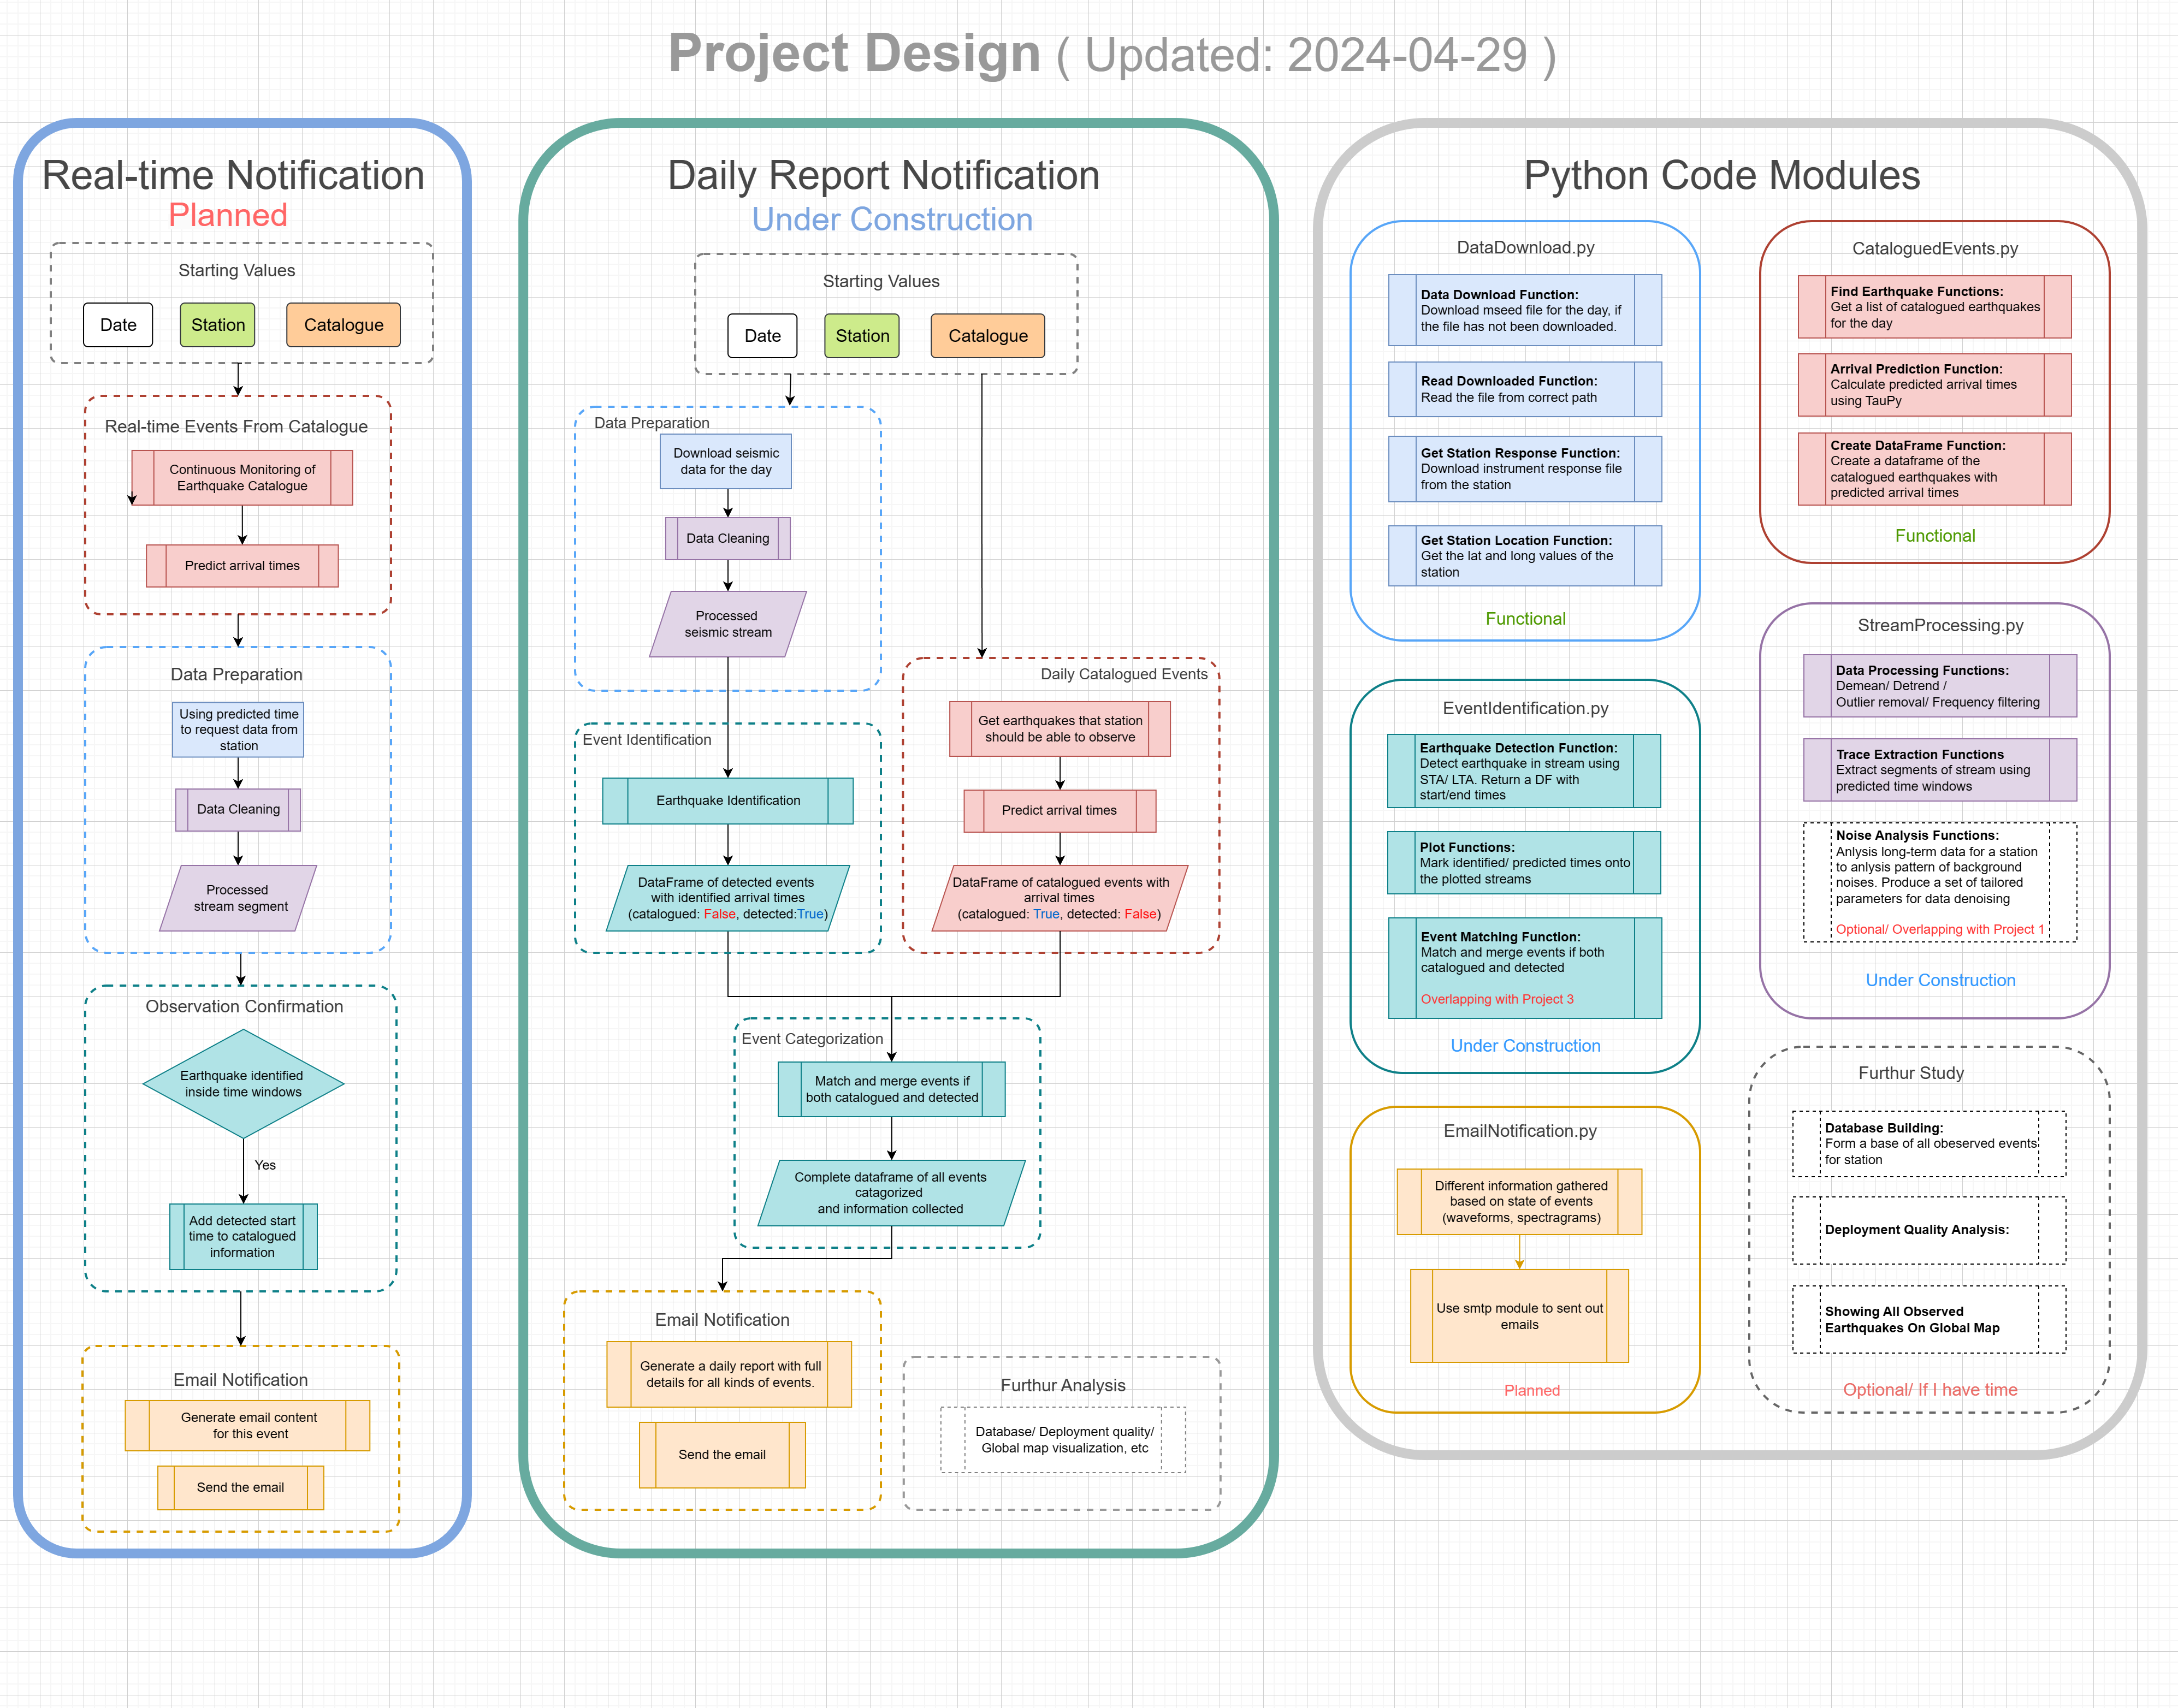 Project Design ( Updated: 2024-04-29 )
Real-time Notification
Planned
Starting Values
Date
Station
Catalogue
Real-time Events From Catalogue
Continuous Monitoring of
Earthquake Catalogue
Predict arrival times
Data Preparation
Using predicted time
to request data from
station
Data Cleaning
Processed
stream segment
Observation Confirmation
Earthquake identified
inside time windows
Yes
Add detected start
time to catalogued
information
Email Notification
Generate email content
for this event
Send the email
Daily Report Notification
Under Construction
Starting Values
Date
Station
Catalogue
Data Preparation
Download seismic
data for the day
Data Cleaning
Processed
seismic stream
Event Identification
Earthquake Identification
DataFrame of detected events
with identified arrival times
(catalogued: False, detected:True)
Daily Catalogued Events
Get earthquakes that station
should be able to observe
Predict arrival times
DataFrame of catalogued events with
arrival times
(catalogued: True, detected: False)
Event Categorization
Match and merge events if
both catalogued and detected
Complete dataframe of all events
catagorized
and information collected
Email Notification
Generate a daily report with full
details for all kinds of events.
Send the email
Furthur Analysis
Database/ Deployment quality/
Global map visualization, etc
Python Code Modules
DataDownload.py
Data Download Function:
Download mseed file for the day, if
the file has not been downloaded.
Read Downloaded Function:
Read the file from correct path
Get Station Response Function:
Download instrument response file
from the station
Get Station Location Function:
Get the lat and long values of the
station
Functional
CataloguedEvents.py
Find Earthquake Functions:
Get a list of catalogued earthquakes
for the day
Arrival Prediction Function:
Calculate predicted arrival times
using TauPy
Create DataFrame Function:
Create a dataframe of the
catalogued earthquakes with
predicted arrival times
Functional
EventIdentification.py
Earthquake Detection Function:
Detect earthquake in stream using
STA/ LTA. Return a DF with
start/end times
Plot Functions:
Mark identified/ predicted times onto
the plotted streams
Event Matching Function:
Match and merge events if both
catalogued and detected
Overlapping with Project 3
Under Construction
StreamProcessing.py
Data Processing Functions:
Demean/ Detrend /
Outlier removal/ Frequency filtering
Trace Extraction Functions
Extract segments of stream using
predicted time windows
Noise Analysis Functions:
Anlysis long-term data for a station
to anlysis pattern of background
noises. Produce a set of tailored
parameters for data denoising
Optional/ Overlapping with Project 1
Under Construction
EmailNotification.py
Different information gathered
based on state of events
(waveforms, spectragrams)
Use smtp module to sent out
emails
Planned
Furthur Study
Database Building:
Form a base of all obeserved events
for station
Deployment Quality Analysis:
Showing All Observed
Earthquakes On Global Map
Optional/ If I have time